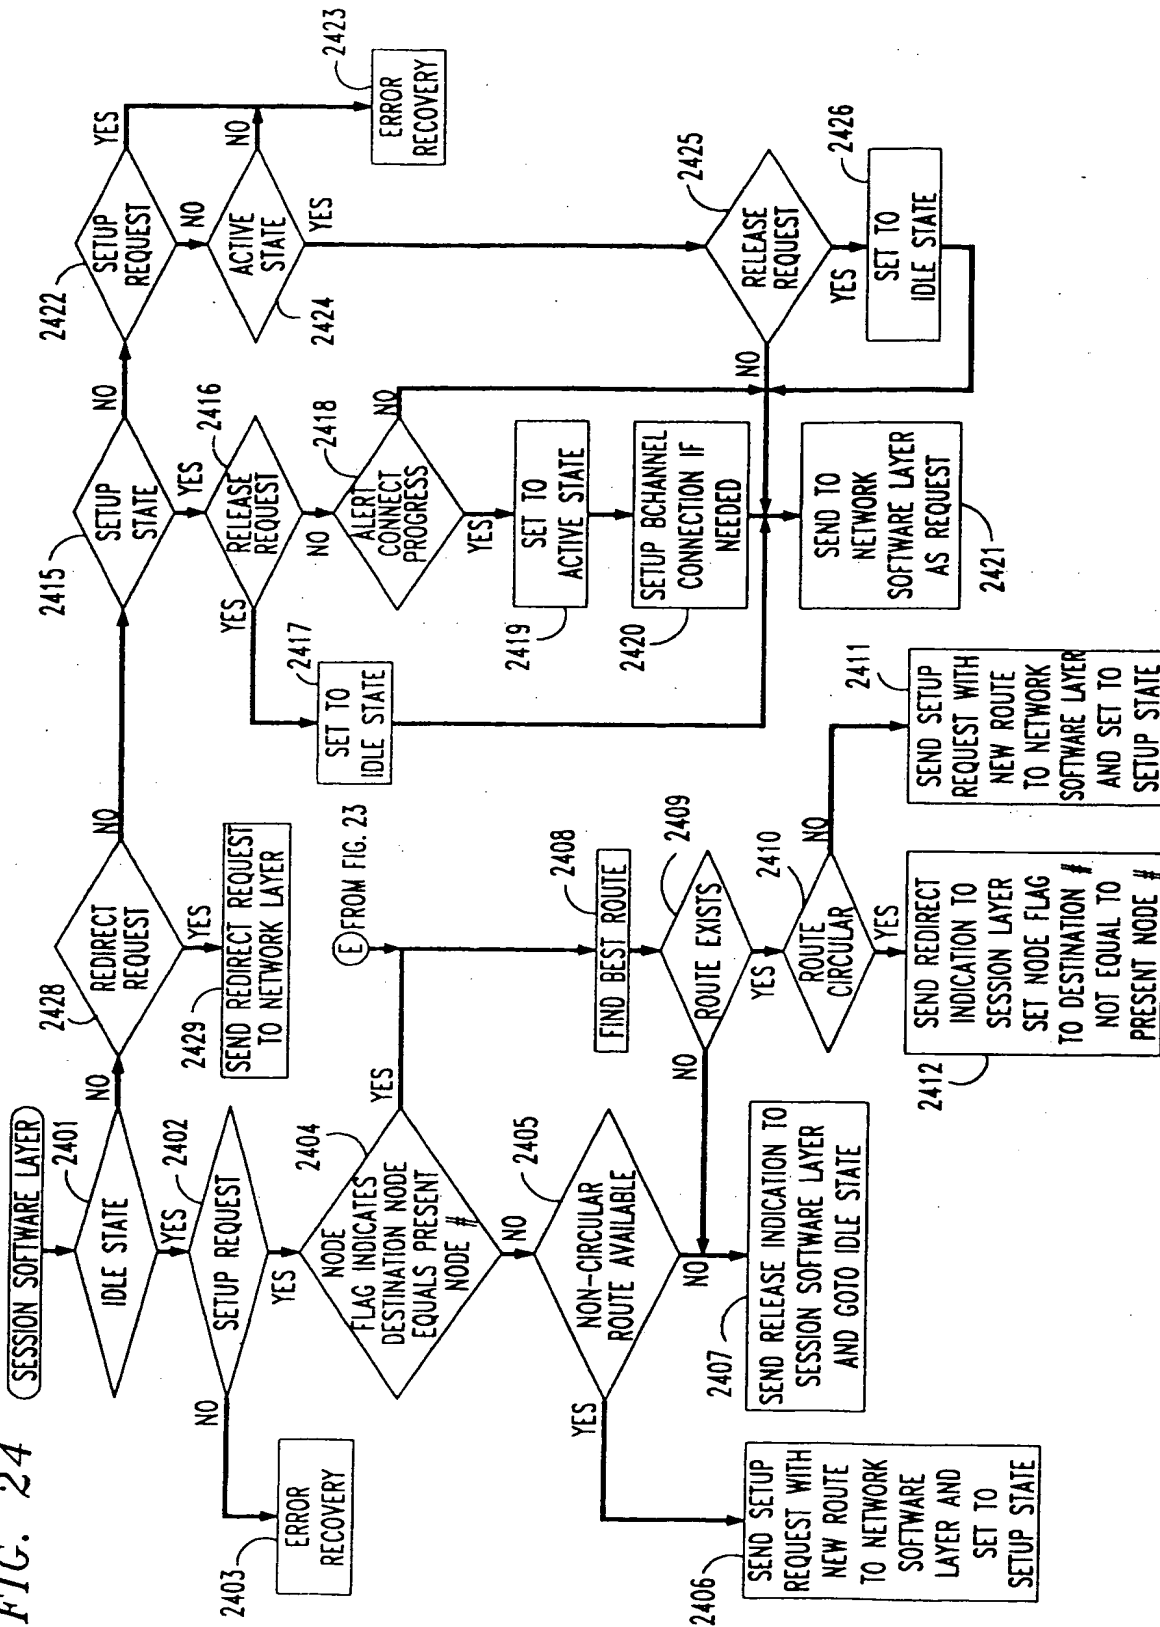 FIG. 24
SESSION SOFTWARE LAYER
IDLE STATE
2401
NO
YES
SETUP REQUEST
2402
NO
YES
2403
ERROR
RECOVERY
NODE
FLAG INDICATES
DESTINATION NODE
EQUALS PRESENT
NODE #
2404
YES
NO
NON-CIRCULAR
ROUTE AVAILABLE
2405
YES
NO
2406
SEND SETUP
REQUEST WITH
NEW ROUTE
TO NETWORK
SOFTWARE
LAYER AND
SET TO
SETUP STATE
2407
SEND RELEASE INDICATION TO
SESSION SOFTWARE LAYER
AND GOTO IDLE STATE
2428
REDIRECT
REQUEST
NO
YES
2429
SEND REDIRECT REQUEST
TO NETWORK LAYER
E FROM FIG. 23
2408
FIND BEST ROUTE
2409
ROUTE EXISTS
NO
YES
2410
ROUTE
CIRCULAR
NO
YES
2412
SEND REDIRECT
INDICATION TO
SESSION LAYER
SET NODE FLAG
TO DESTINATION #
NOT EQUAL TO
PRESENT NODE #
2411
SEND SETUP
REQUEST WITH
NEW ROUTE
TO NETWORK
SOFTWARE LAYER
AND SET TO
SETUP STATE
2415
SETUP
STATE
NO
YES
2416
RELEASE
REQUEST
YES
NO
2417
SET TO
IDLE STATE
2418
ALERT
CONNECT
PROGRESS
NO
YES
SET TO
ACTIVE STATE
2419
SETUP BCHANNEL
CONNECTION IF
NEEDED
2420
SEND TO
NETWORK
SOFTWARE LAYER
AS REQUEST
2421
2422
SETUP
REQUEST
YES
NO
2423
ERROR
RECOVERY
ACTIVE
STATE
2424
NO
YES
2425
RELEASE
REQUEST
NO
YES
2426
SET TO
IDLE STATE